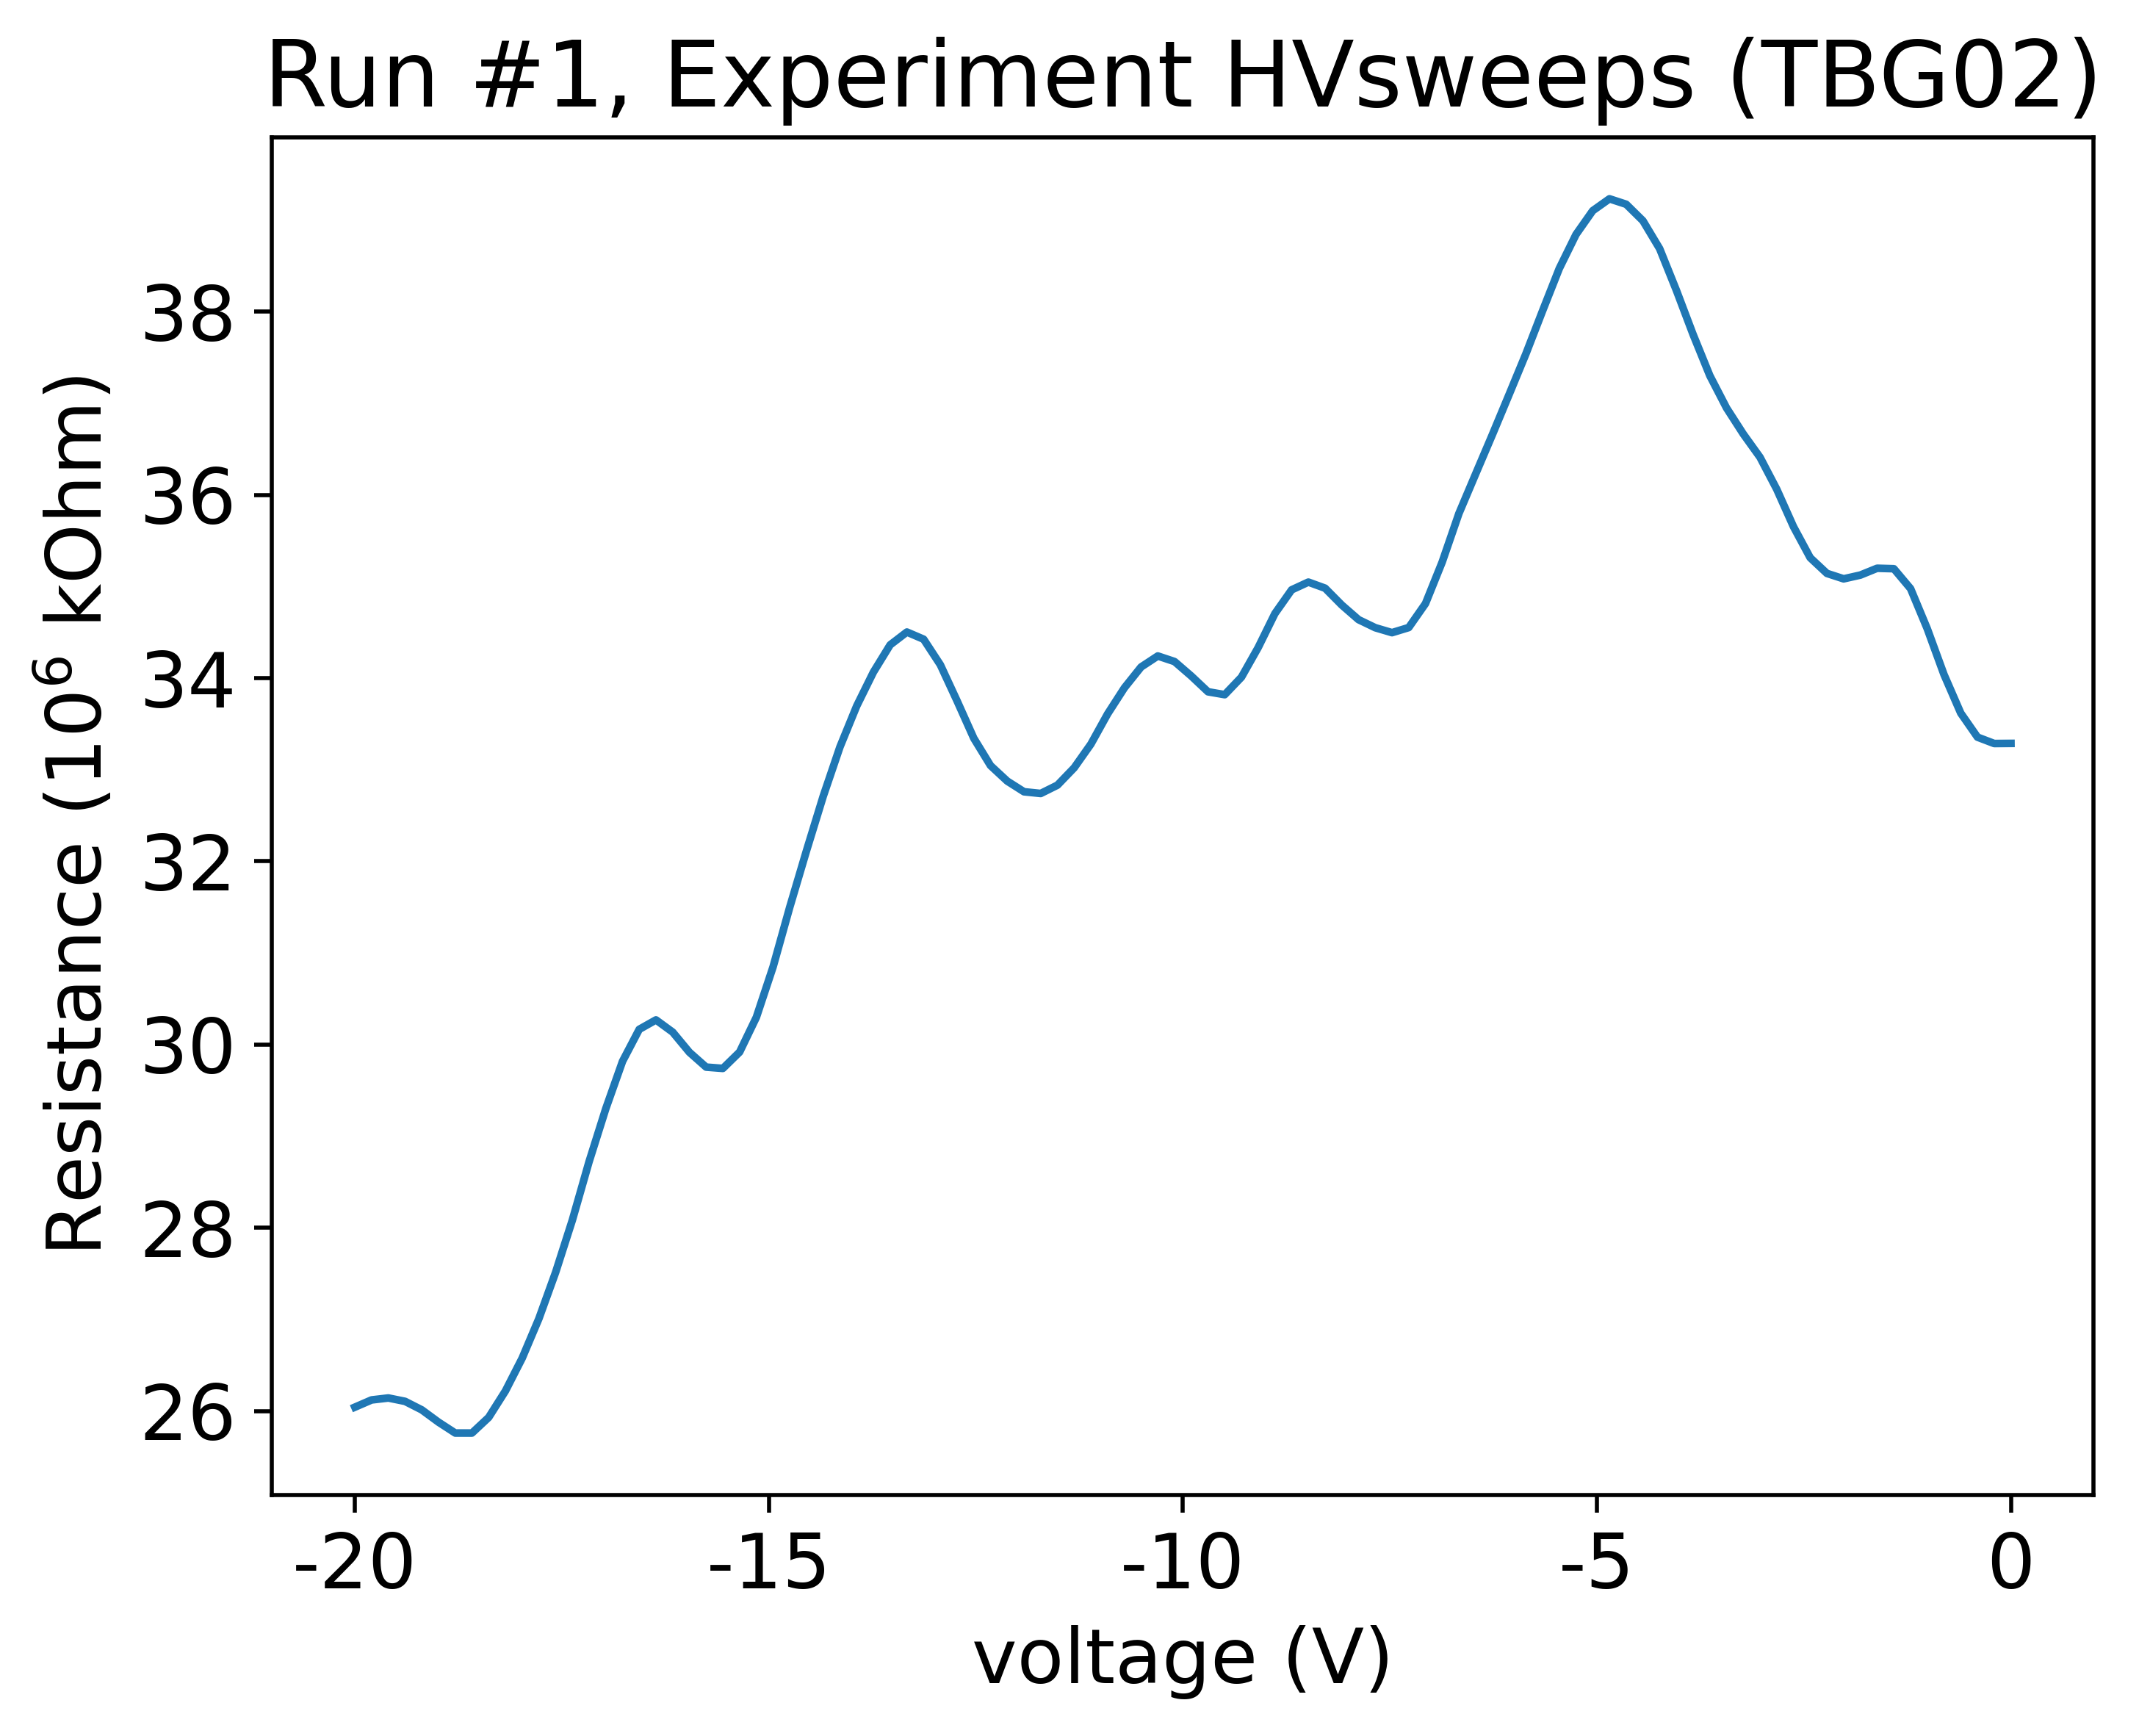 Run #1, Experiment HVsweeps (TBG02)
Resistance (10⁶ kOhm)
38
36
34
32
30
28
26
-20 -15 -10 -5 0
voltage (V)